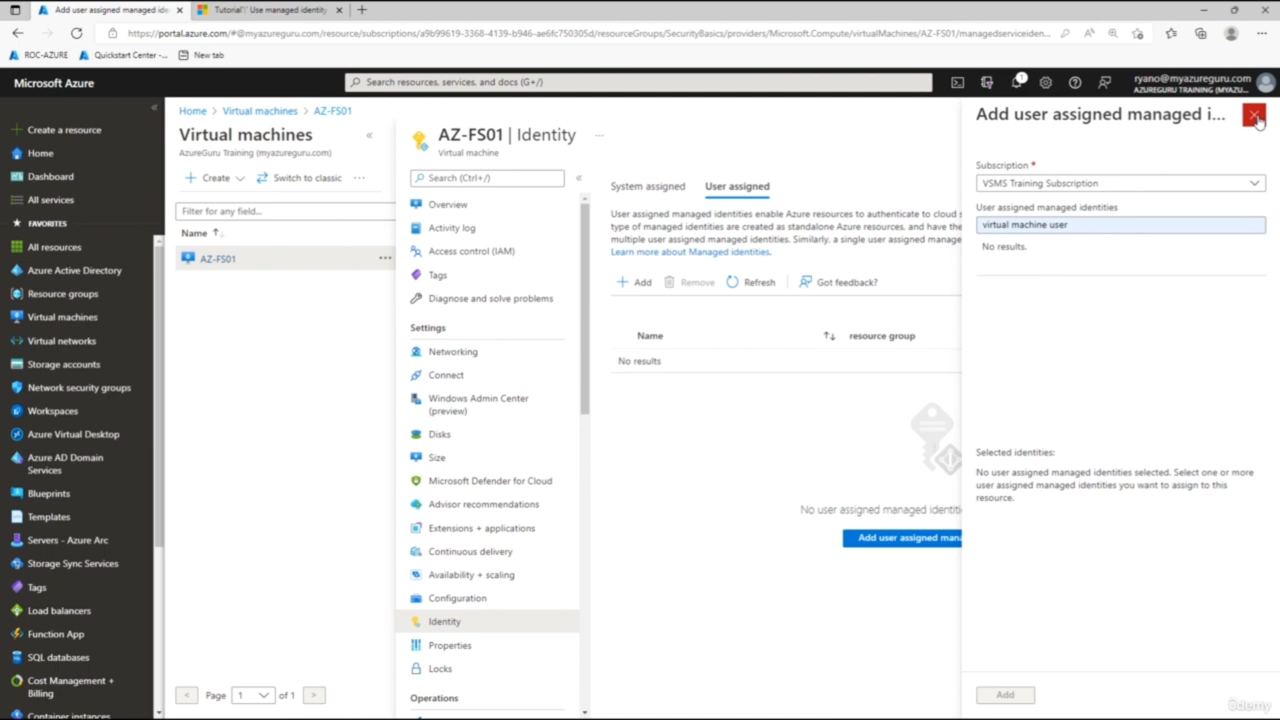 Add user assigned managed ide
Tutorial\`: Use managed identity
https://portal.azure.com/#@myazureguru.com/resource/subscriptions/a9b99619-3368-4139-b946-ae6fc750305d/resourceGroups/SecurityBasics/providers/Microsoft.Compute/virtualMachines/AZ-FS01/managedserviceiden...
ROC-AZURE
Quickstart Center -...
New tab
Microsoft Azure
Search resources, services, and docs (G+/)
1
ryano@myazureguru.com
AZUREGURU TRAINING (MYAZU...
Create a resource
Home
Dashboard
All services
FAVORITES
All resources
Azure Active Directory
Resource groups
Virtual machines
Virtual networks
Storage accounts
Network security groups
Workspaces
Azure Virtual Desktop
Azure AD Domain
Services
Blueprints
Templates
Servers - Azure Arc
Storage Sync Services
Tags
Load balancers
Function App
SQL databases
Cost Management +
Billing
Container instances
Home > Virtual machines > AZ-FS01
Virtual machines
AzureGuru Training (myazureguru.com)
Create
Switch to classic
...
Filter for any field...
Name
AZ-FS01
...
< Page 1 of 1 >
AZ-FS01 | Identity ...
Virtual machine
Search (Ctrl+/)
Overview
Activity log
Access control (IAM)
Tags
Diagnose and solve problems
Settings
Networking
Connect
Windows Admin Center
(preview)
Disks
Size
Microsoft Defender for Cloud
Advisor recommendations
Extensions + applications
Continuous delivery
Availability + scaling
Configuration
Identity
Properties
Locks
Operations
System assigned
User assigned
User assigned managed identities enable Azure resources to authenticate to cloud s
type of managed identities are created as standalone Azure resources, and have the
multiple user assigned managed identities. Similarly, a single user assigned manage
Learn more about Managed identities.
Add
Remove
Refresh
Got feedback?
Name
resource group
No results
No user assigned managed identiti
Add user assigned mana
Add user assigned managed i...
Subscription *
VSMS Training Subscription
User assigned managed identities
virtual machine user
No results.
Selected identities:
No user assigned managed identities selected. Select one or more
user assigned managed identities you want to assign to this
resource.
Add
ûdemy